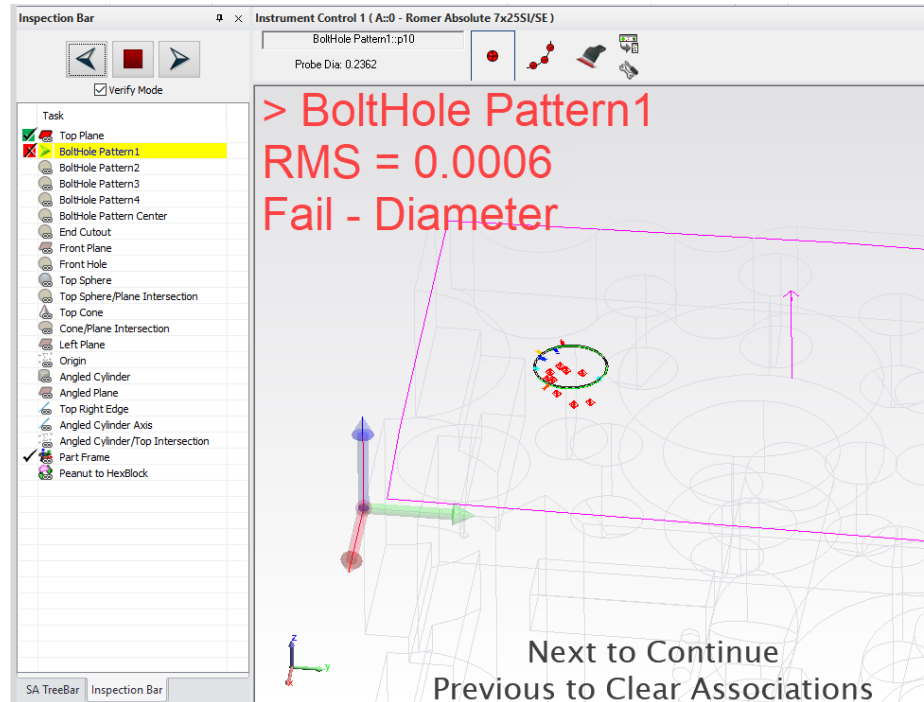 Inspection Bar
Instrument Control 1 ( A::0 - Romer Absolute 7x25SI/SE )
BoltHole Pattern1::p10
Probe Dia: 0.2362
Verify Mode
Task
Top Plane
BoltHole Pattern1
BoltHole Pattern2
BoltHole Pattern3
BoltHole Pattern4
BoltHole Pattern Center
End Cutout
Front Plane
Front Hole
Top Sphere
Top Sphere/Plane Intersection
Top Cone
Cone/Plane Intersection
Left Plane
Origin
Angled Cylinder
Angled Plane
Top Right Edge
Angled Cylinder Axis
Angled Cylinder/Top Intersection
Part Frame
Peanut to HexBlock
> BoltHole Pattern1
RMS = 0.0006
Fail - Diameter
z
y
x
Next to Continue
Previous to Clear Associations
SA TreeBar
Inspection Bar